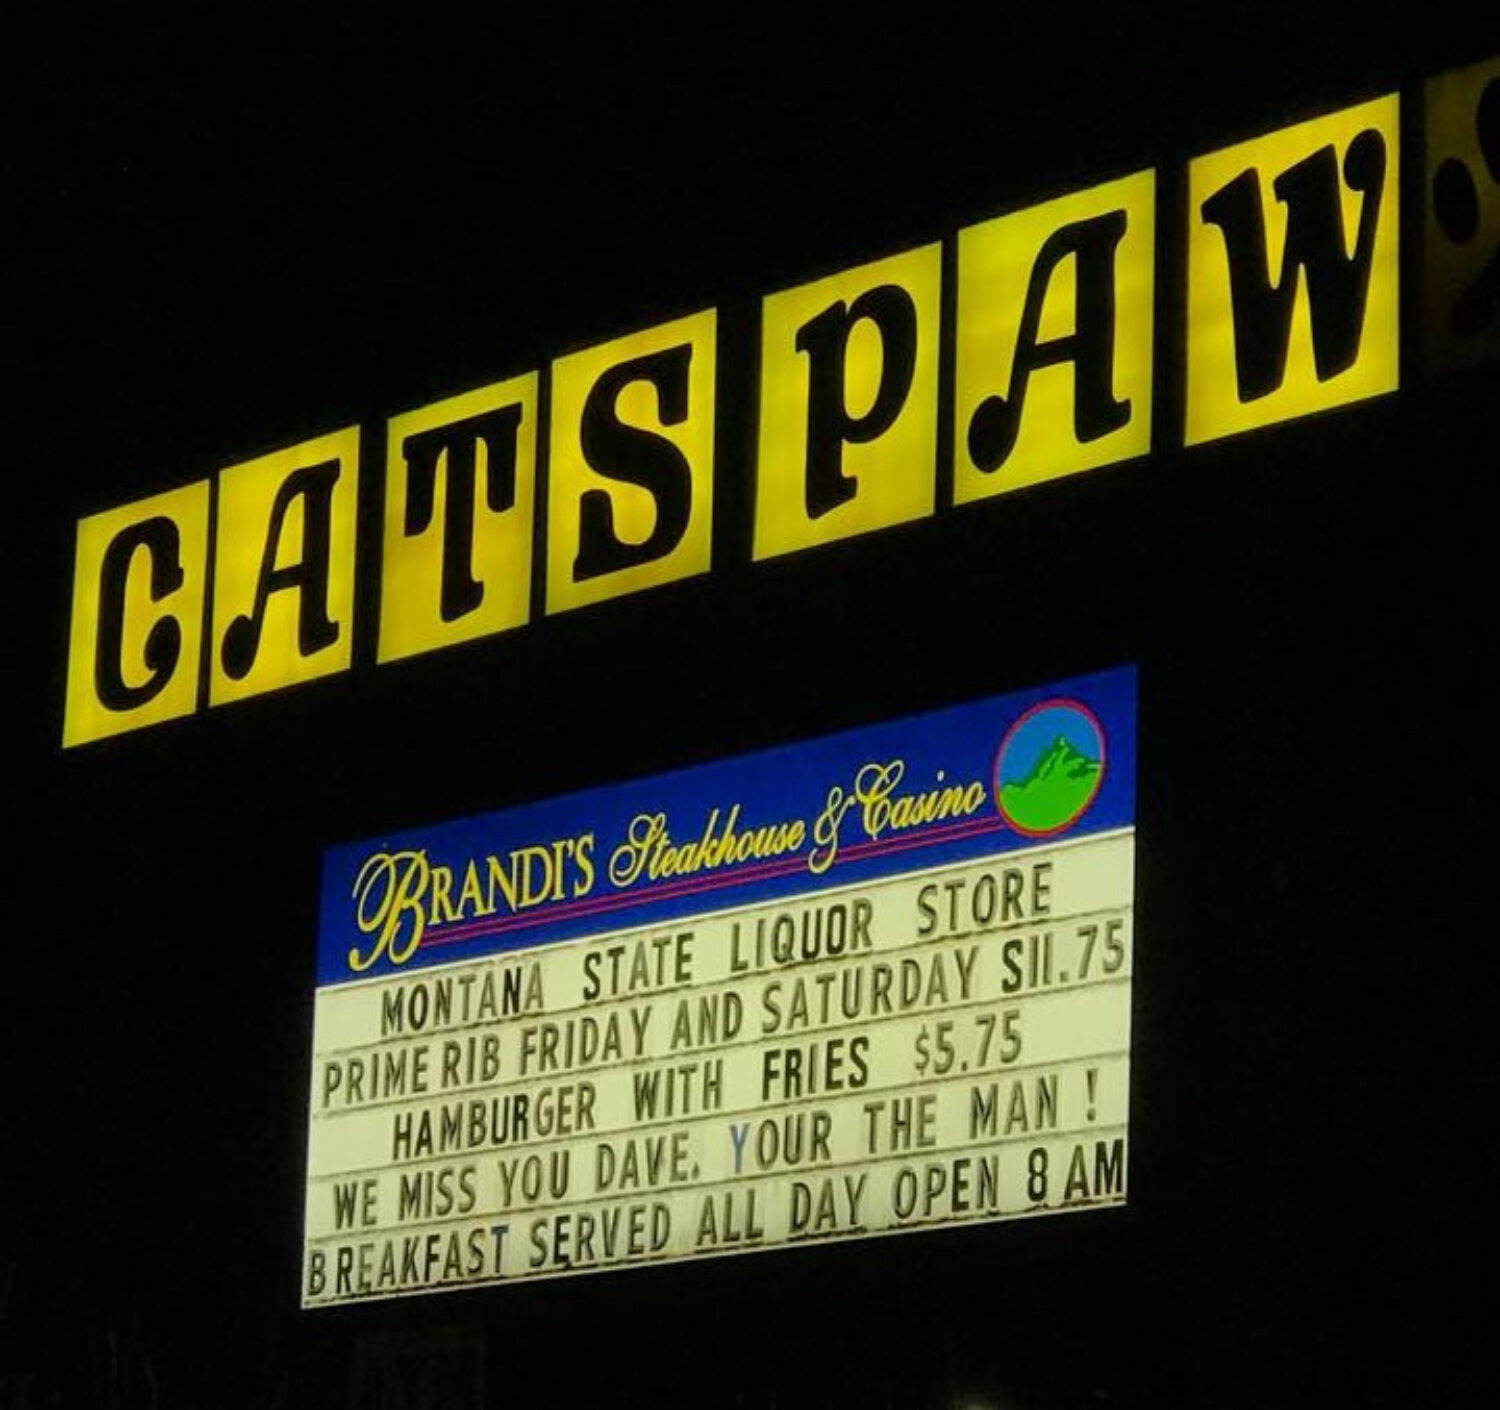 CATS PAW
BRANDI'S Steakhouse & Casino
MONTANA STATE LIQUOR STORE
PRIME RIB FRIDAY AND SATURDAY S11.75
HAMBURGER WITH FRIES $5.75
WE MISS YOU DAVE. YOUR THE MAN !
BREAKFAST SERVED ALL DAY OPEN 8 AM